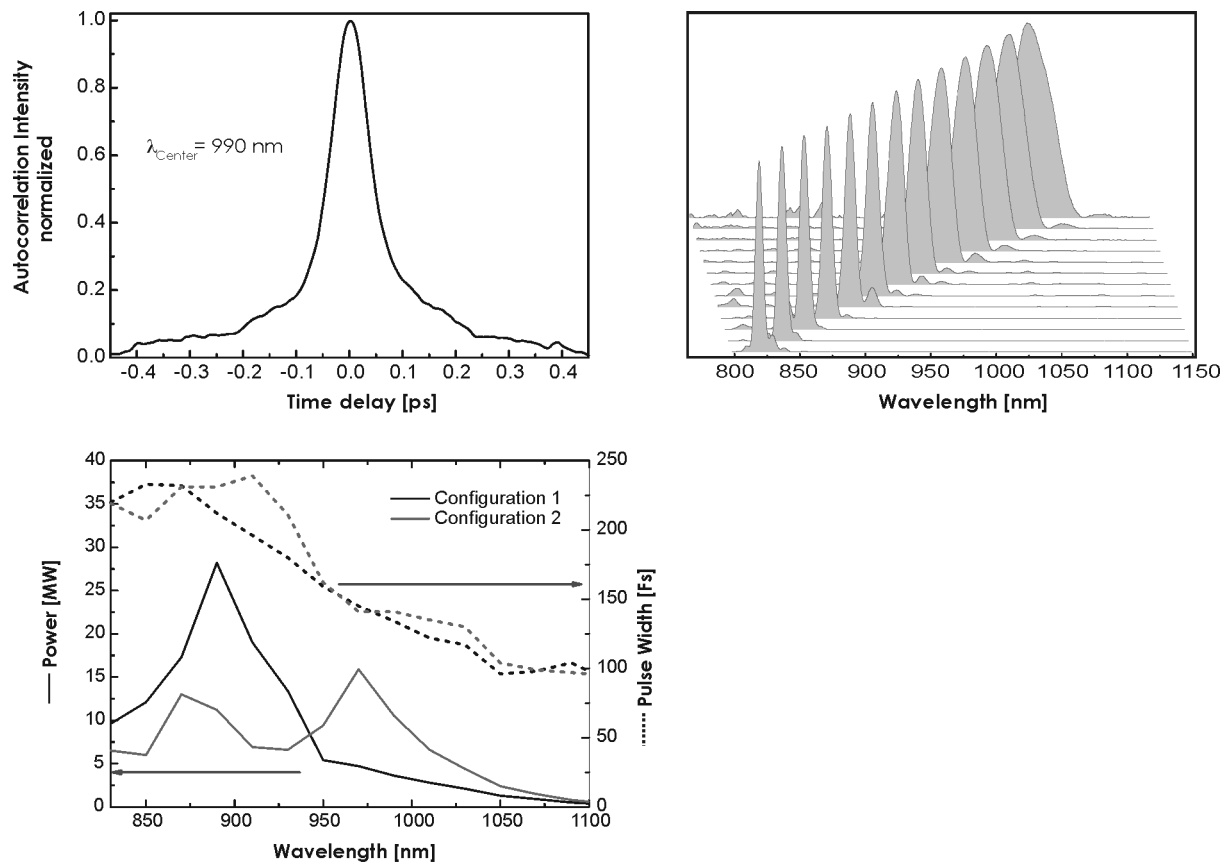 Autocorrelation Intensity
normalized
1.0
0.8
0.6
0.4
0.2
0.0
λCenter= 990 nm
-0.4 -0.3 -0.2 -0.1 0.0 0.1 0.2 0.3 0.4
Time delay [ps]
800 850 900 950 1000 1050 1100 1150
Wavelength [nm]
Power [MW]
40
35
30
25
20
15
10
5
0
Configuration 1
Configuration 2
250
200
150
100
50
0
Pulse Width [Fs]
850 900 950 1000 1050 1100
Wavelength [nm]